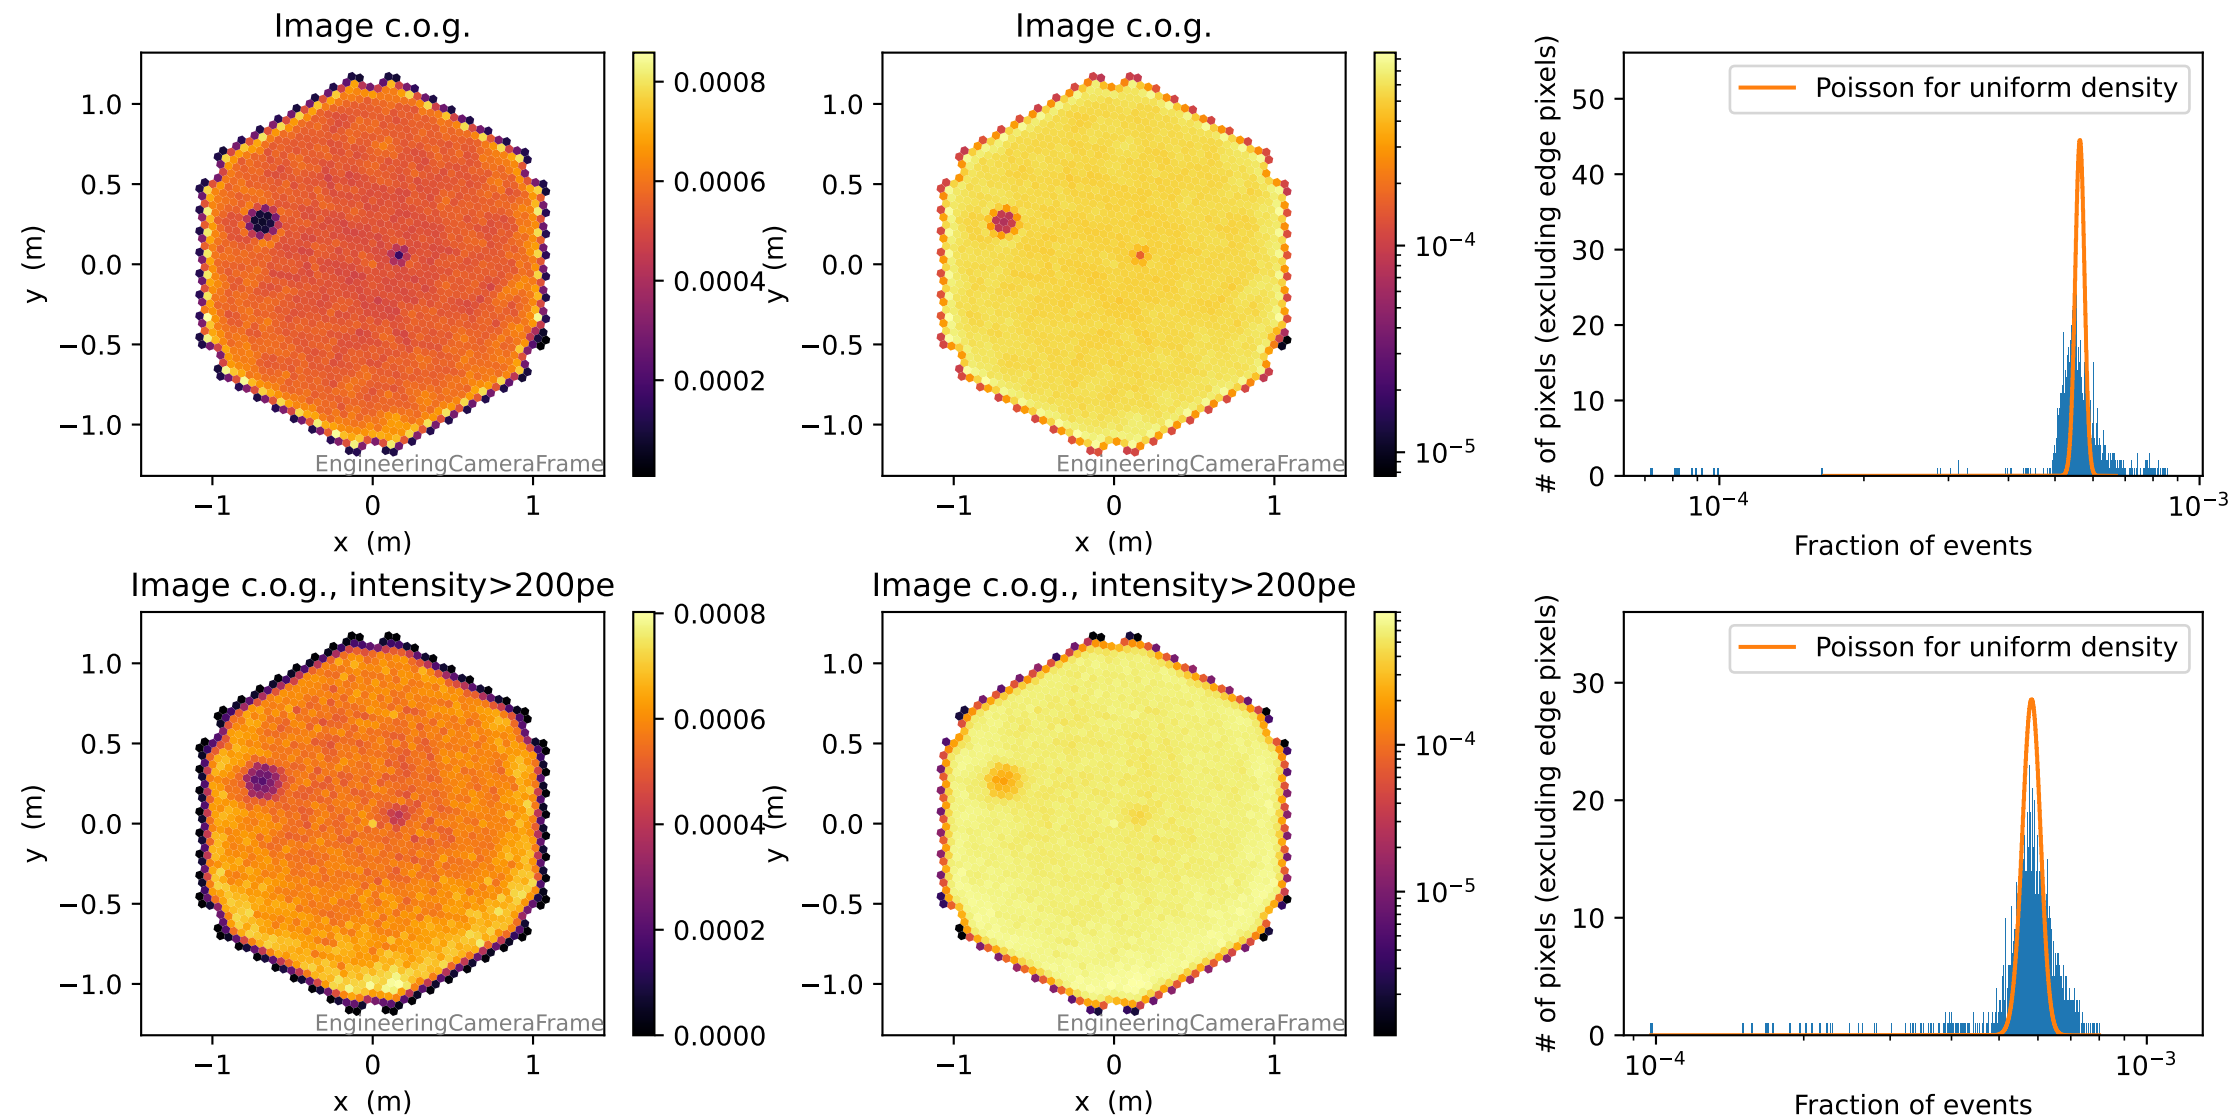 Image c.o.g.
1.0
0.5
0.0
−0.5
−1.0
y (m)
−1
0
1
x (m)
EngineeringCameraFrame
0.0008
0.0006
0.0004
0.0002
Image c.o.g.
1.0
0.5
0.0
−0.5
−1.0
y (m)
−1
0
1
x (m)
EngineeringCameraFrame
10⁻⁴
10⁻⁵
# of pixels (excluding edge pixels)
50
40
30
20
10
0
Poisson for uniform density
10⁻⁴
10⁻³
Fraction of events
Image c.o.g., intensity>200pe
1.0
0.5
0.0
−0.5
−1.0
y (m)
−1
0
1
x (m)
EngineeringCameraFrame
0.0008
0.0006
0.0004
0.0002
0.0000
Image c.o.g., intensity>200pe
1.0
0.5
0.0
−0.5
−1.0
y (m)
−1
0
1
x (m)
EngineeringCameraFrame
10⁻⁴
10⁻⁵
# of pixels (excluding edge pixels)
30
20
10
0
Poisson for uniform density
10⁻⁴
10⁻³
Fraction of events